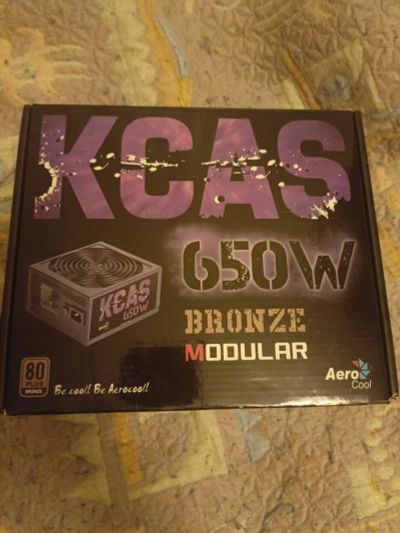 KCAS
650W
KCAS
650W
BRONZE
MODULAR
80
PLUS
BRONZE
Be cool! Be Aerocool!
Aero
Cool